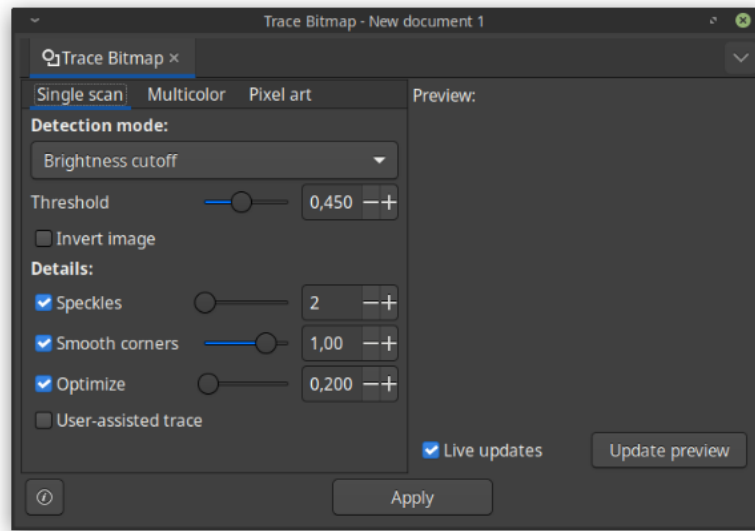 Trace Bitmap - New document 1
Trace Bitmap
Single scan Multicolor Pixel art
Preview:
Detection mode:
Brightness cutoff
Threshold 0,450
Invert image
Details:
Speckles 2
Smooth corners 1,00
Optimize 0,200
User-assisted trace
Live updates Update preview
Apply